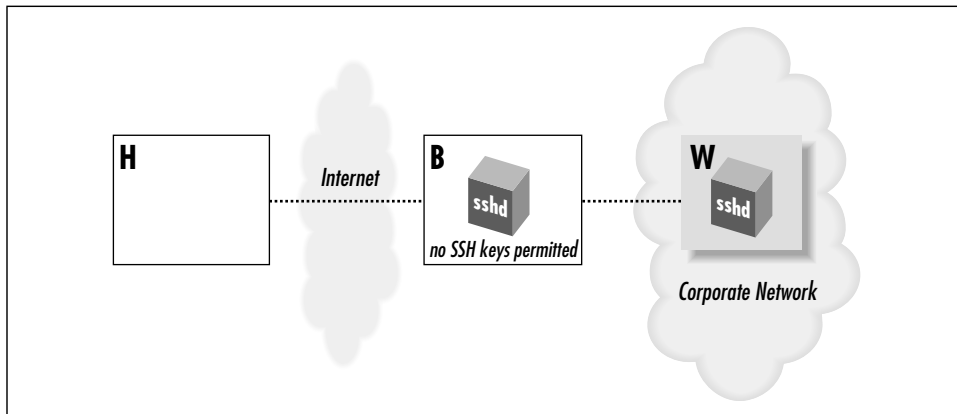 H
Internet
B
sshd
no SSH keys permitted
W
sshd
Corporate Network